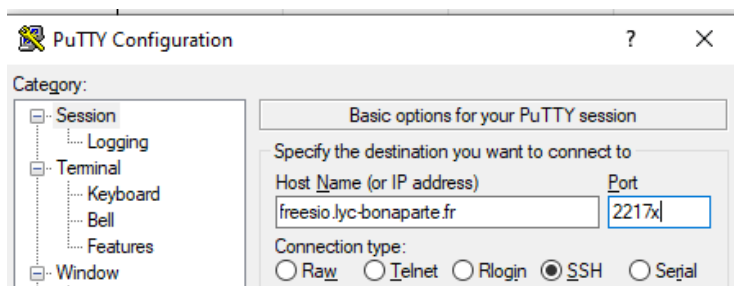 PuTTY Configuration ? X
Category:
Session
Logging
Terminal
Keyboard
Bell
Features
Window
Basic options for your PuTTY session
Specify the destination you want to connect to
Host Name (or IP address) Port
freesio.lyc-bonaparte.fr 2217x
Connection type:
Raw Telnet Rlogin SSH Serial